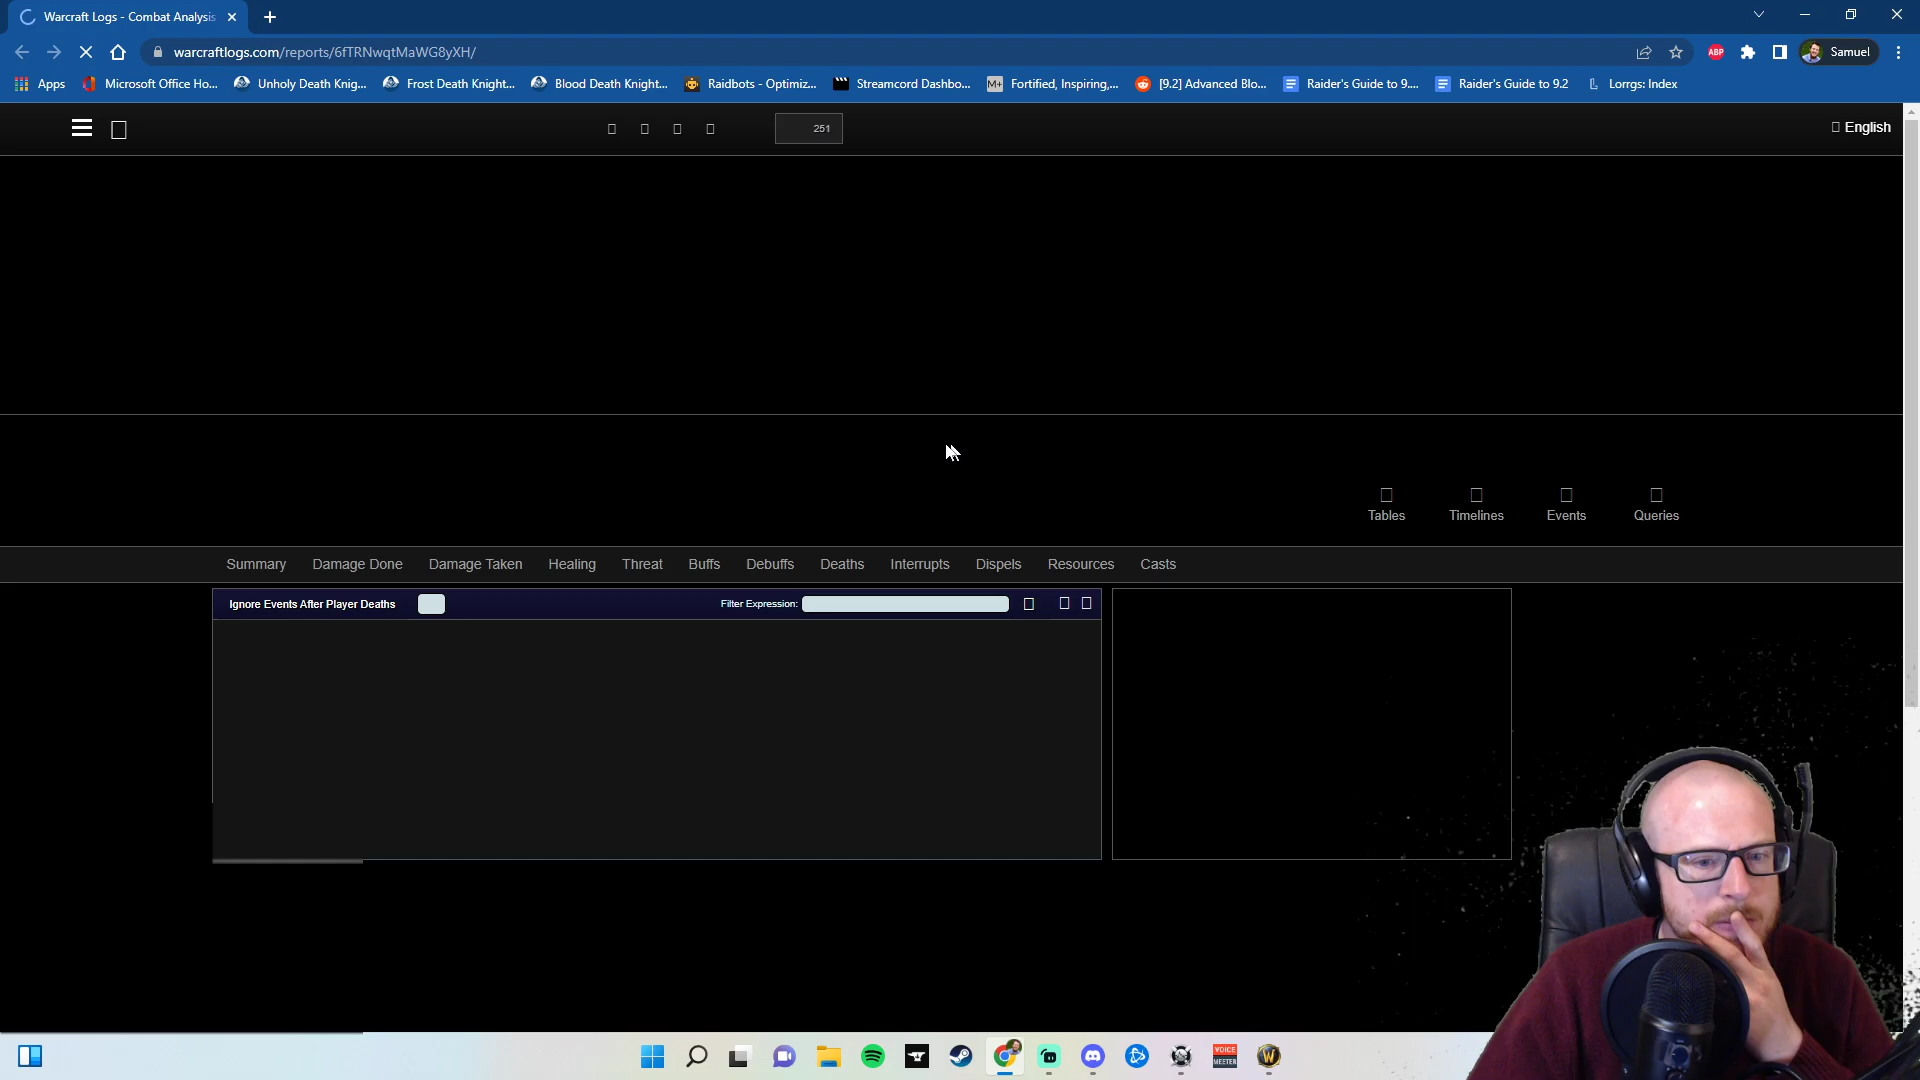 Warcraft Logs - Combat Analysis
warcraftlogs.com/reports/6fTRNwqtMaWG8yXH/
ABP
Samuel
Apps
Microsoft Office Ho...
Unholy Death Knig...
Frost Death Knight...
Blood Death Knight...
Raidbots - Optimiz...
Streamcord Dashbo...
M+
Fortified, Inspiring,...
[9.2] Advanced Blo...
Raider's Guide to 9....
Raider's Guide to 9.2
Lorrgs: Index
251
English
Tables
Timelines
Events
Queries
Summary
Damage Done
Damage Taken
Healing
Threat
Buffs
Debuffs
Deaths
Interrupts
Dispels
Resources
Casts
Ignore Events After Player Deaths
Filter Expression:
VOICE
MEETER